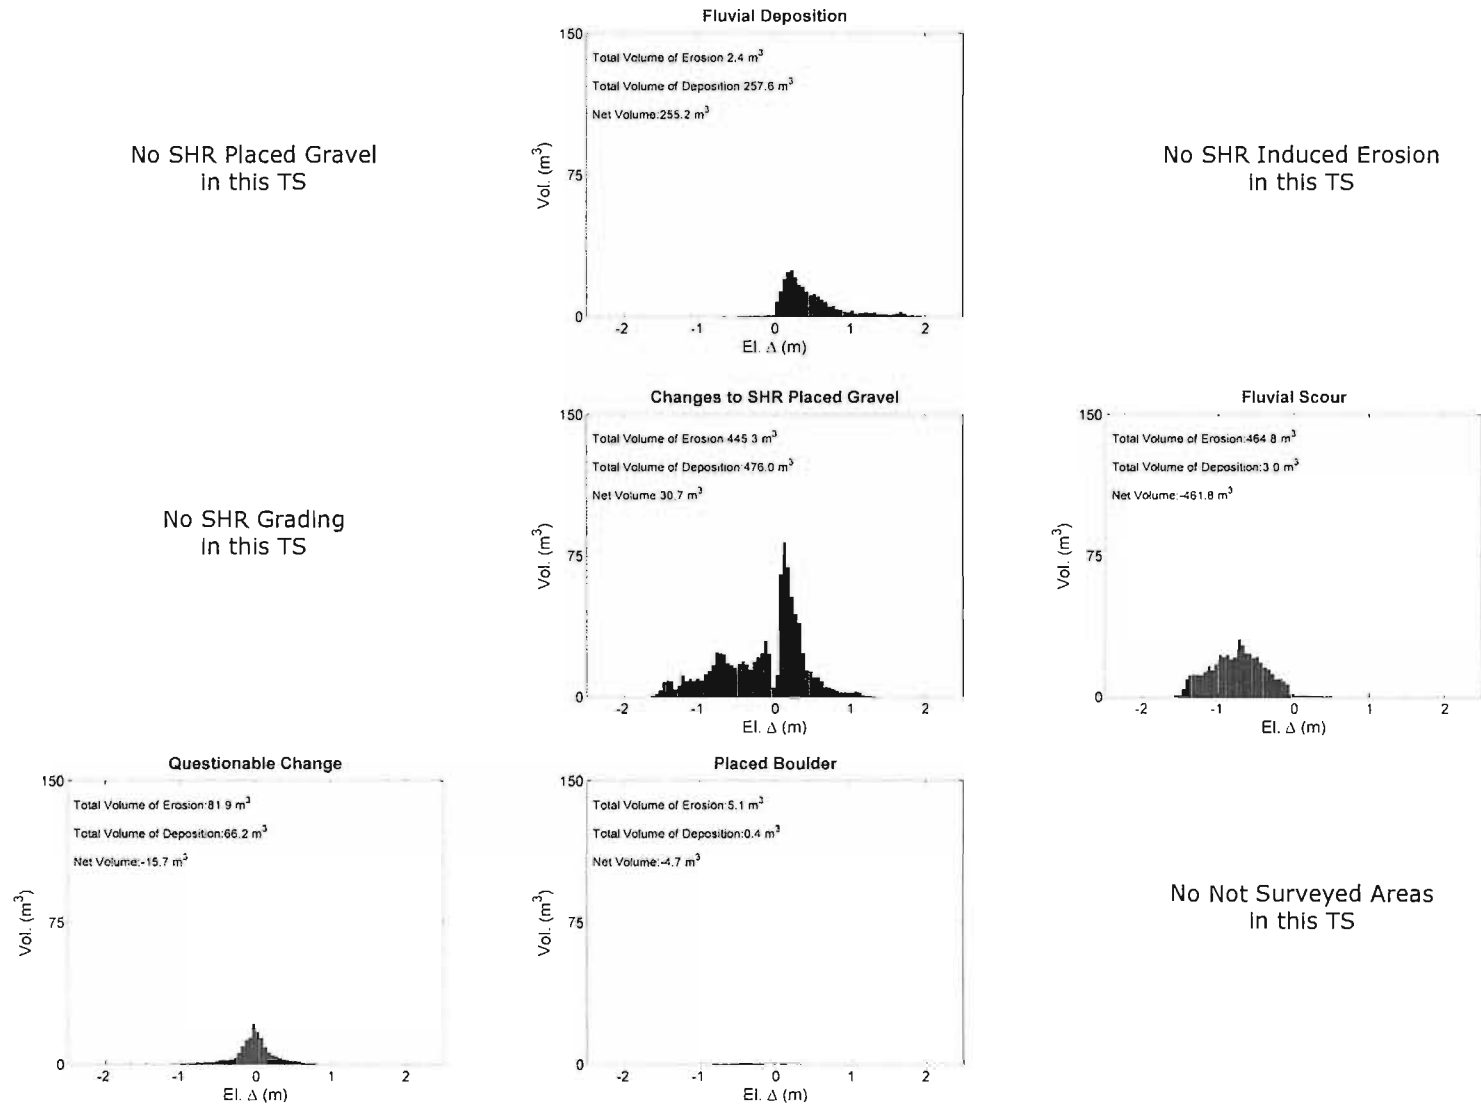 Fluvial Deposition
150
Total Volume of Erosion 2.4 m³
Total Volume of Deposition 257.6 m³
Net Volume:255.2 m³
75
Vol. (m³)
0
-2 -1 0 1 2
El. Δ (m)
No SHR Placed Gravel
in this TS
No SHR Induced Erosion
in this TS
Changes to SHR Placed Gravel
150
Total Volume of Erosion 445 3 m³
Total Volume of Deposition:476.0 m³
Net Volume 30.7 m³
75
Vol. (m³)
0
-2 -1 0 1 2
El. Δ (m)
Fluvial Scour
150
Total Volume of Erosion:464 8 m³
Total Volume of Deposition:3 0 m³
Net Volume:-461.8 m³
75
Vol. (m³)
0
-2 -1 0 1 2
El. Δ (m)
No SHR Grading
in this TS
Questionable Change
150
Total Volume of Erosion:81 9 m³
Total Volume of Deposition:66.2 m³
Net Volume:-15.7 m³
75
Vol. (m³)
0
-2 -1 0 1 2
El. Δ (m)
Placed Boulder
150
Total Volume of Erosion:5.1 m³
Total Volume of Deposition:0.4 m³
Net Volume:-4.7 m³
75
Vol. (m³)
0
-2 -1 0 1 2
El. Δ (m)
No Not Surveyed Areas
in this TS